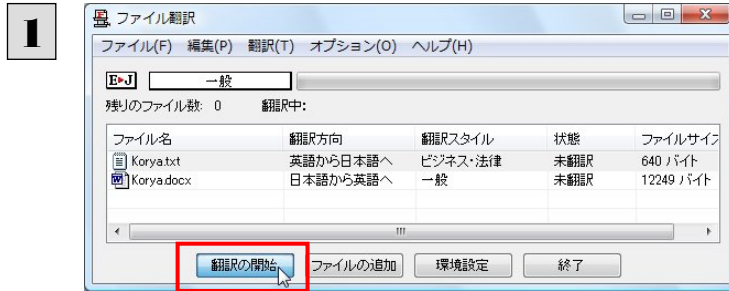 1
ファイル翻訳
ファイル(F) 編集(P) 翻訳(T) オプション(O) ヘルプ(H)
E▶J 一般
残りのファイル数: 0 翻訳中:
ファイル名 翻訳方向 翻訳スタイル 状態 ファイルサイズ
Korya.txt 英語から日本語へ ビジネス・法律 未翻訳 640 バイト
Korya.docx 日本語から英語へ 一般 未翻訳 12249 バイト
翻訳の開始 ファイルの追加 環境設定 終了